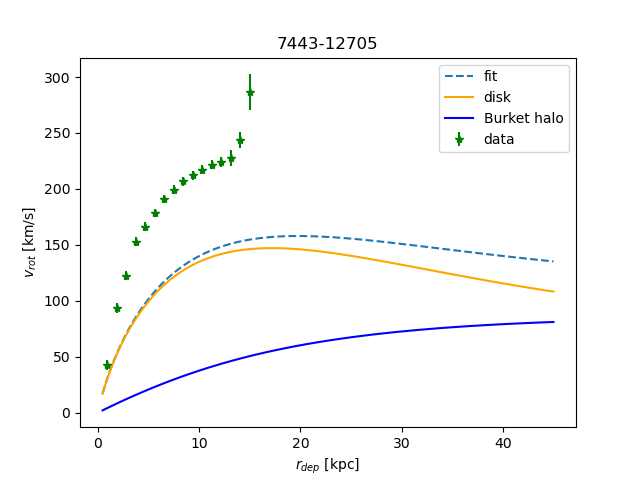 7443-12705
fit
disk
Burket halo
data
300
250
200
150
100
50
0
v_rot [km/s]
0 10 20 30 40
r_dep [kpc]